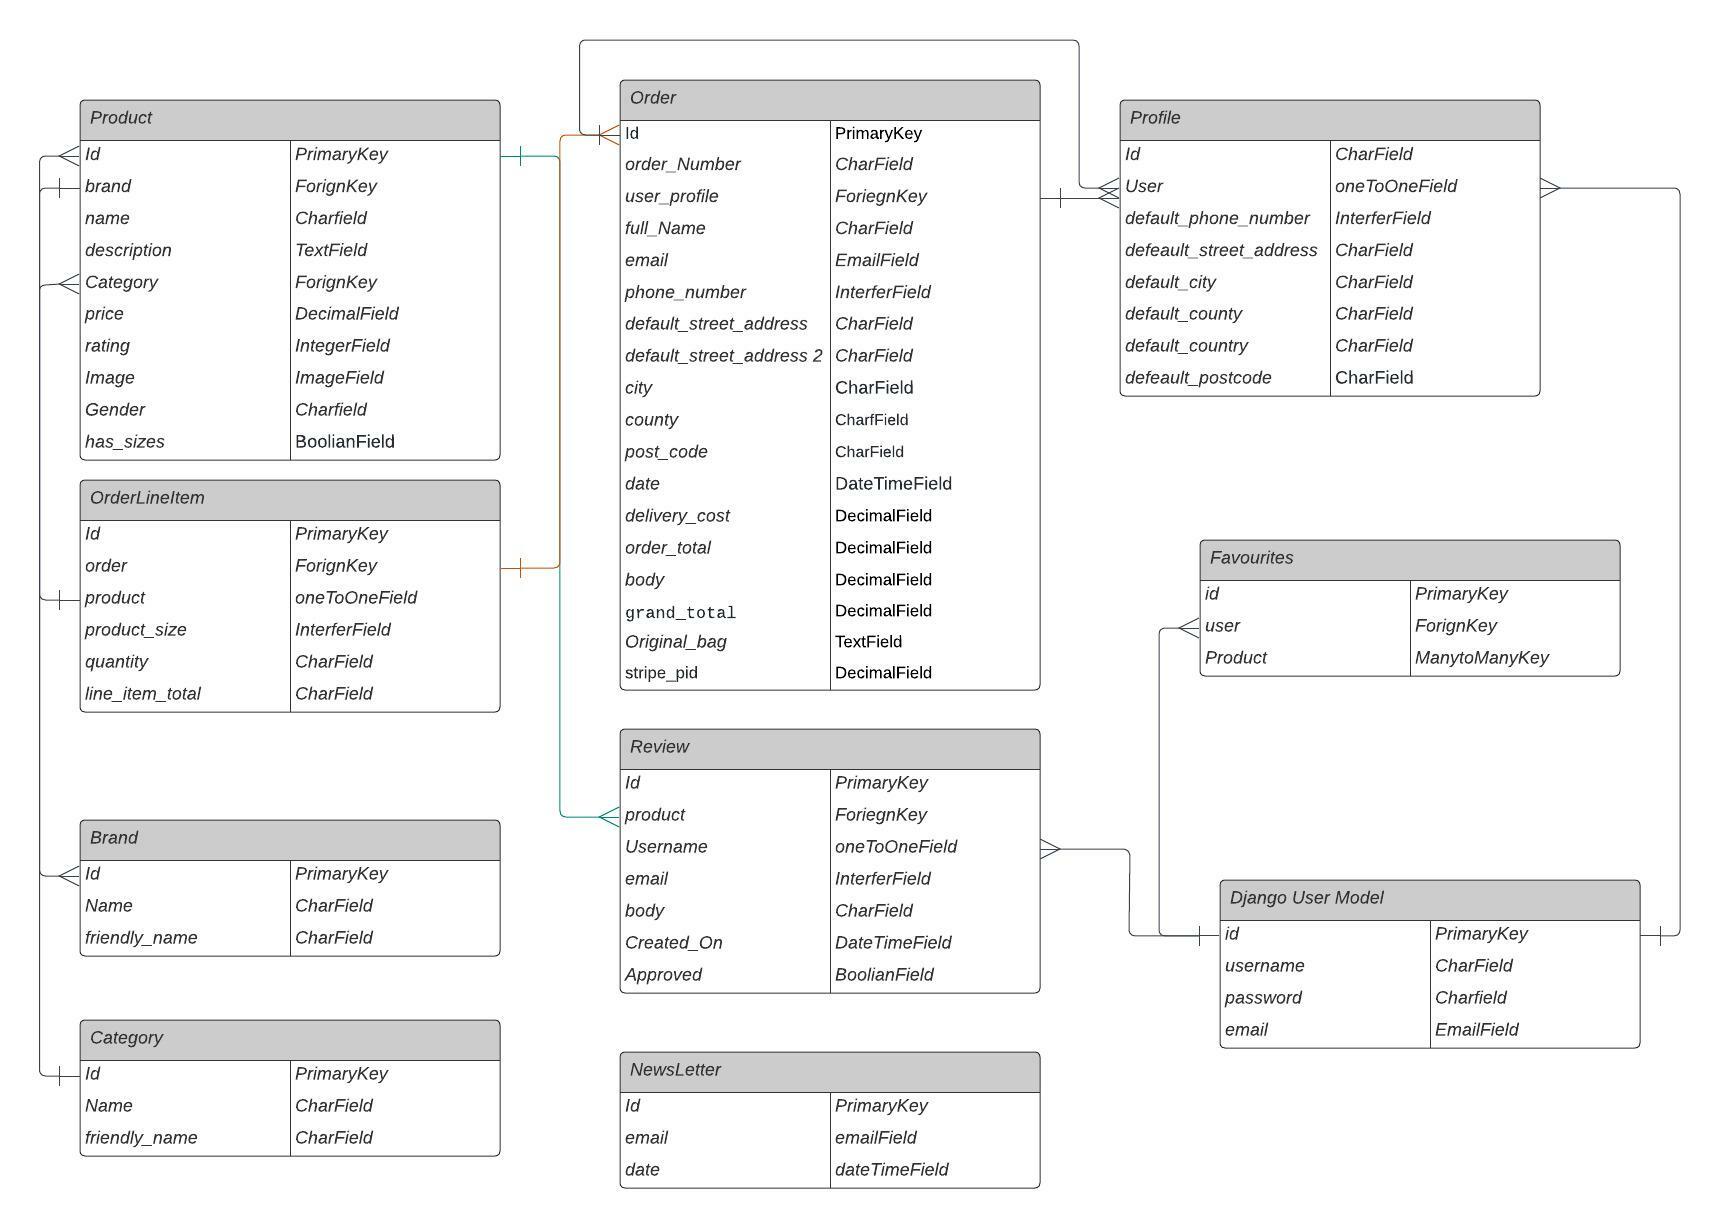 Product
Id PrimaryKey
brand ForignKey
name Charfield
description TextField
Category ForignKey
price DecimalField
rating IntegerField
Image ImageField
Gender Charfield
has_sizes BoolianField
OrderLineItem
Id PrimaryKey
order ForignKey
product oneToOneField
product_size InterferField
quantity CharField
line_item_total CharField
Brand
Id PrimaryKey
Name CharField
friendly_name CharField
Category
Id PrimaryKey
Name CharField
friendly_name CharField
Order
Id PrimaryKey
order_Number CharField
user_profile ForiegnKey
full_Name CharField
email EmailField
phone_number InterferField
default_street_address CharField
default_street_address 2 CharField
city CharField
county CharfField
post_code CharField
date DateTimeField
delivery_cost DecimalField
order_total DecimalField
body DecimalField
grand_total DecimalField
Original_bag TextField
stripe_pid DecimalField
Review
Id PrimaryKey
product ForiegnKey
Username oneToOneField
email InterferField
body CharField
Created_On DateTimeField
Approved BoolianField
NewsLetter
Id PrimaryKey
email emailField
date dateTimeField
Profile
Id CharField
User oneToOneField
default_phone_number InterferField
defeault_street_address CharField
default_city CharField
default_county CharField
default_country CharField
defeault_postcode CharField
Favourites
id PrimaryKey
user ForignKey
Product ManytoManyKey
Django User Model
id PrimaryKey
username CharField
password Charfield
email EmailField